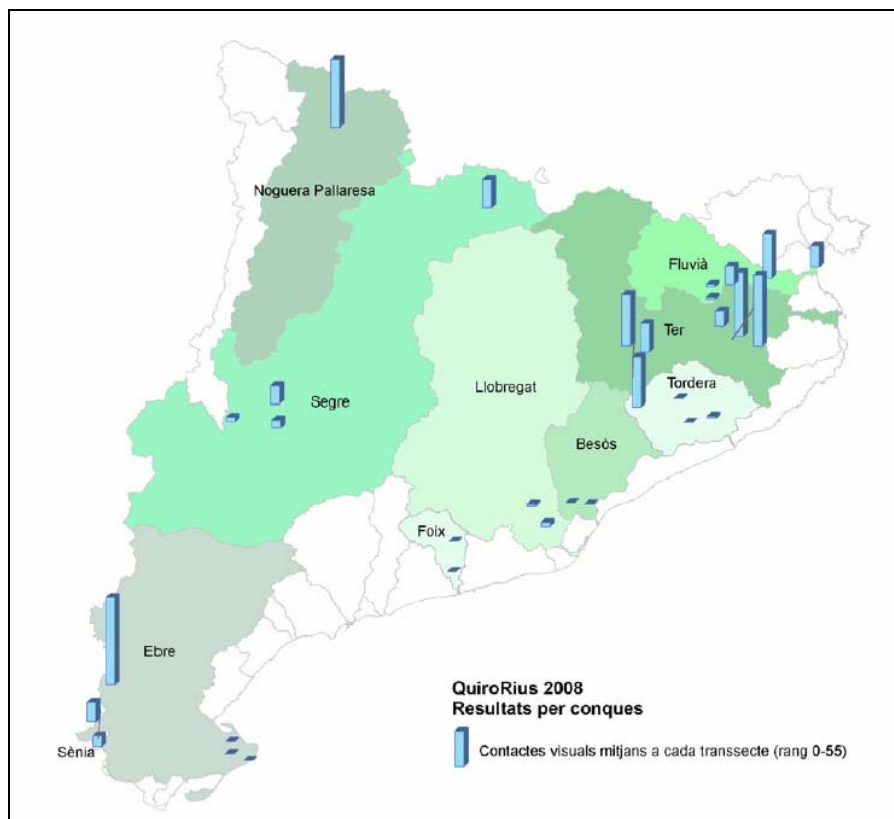 Noguera Pallaresa
Fluvià
Ter
Tordera
Segre
Llobregat
Besòs
Foix
Ebre
Sènia
QuiroRius 2008
Resultats per conques
Contactes visuals mitjans a cada transsecte (rang 0-55)